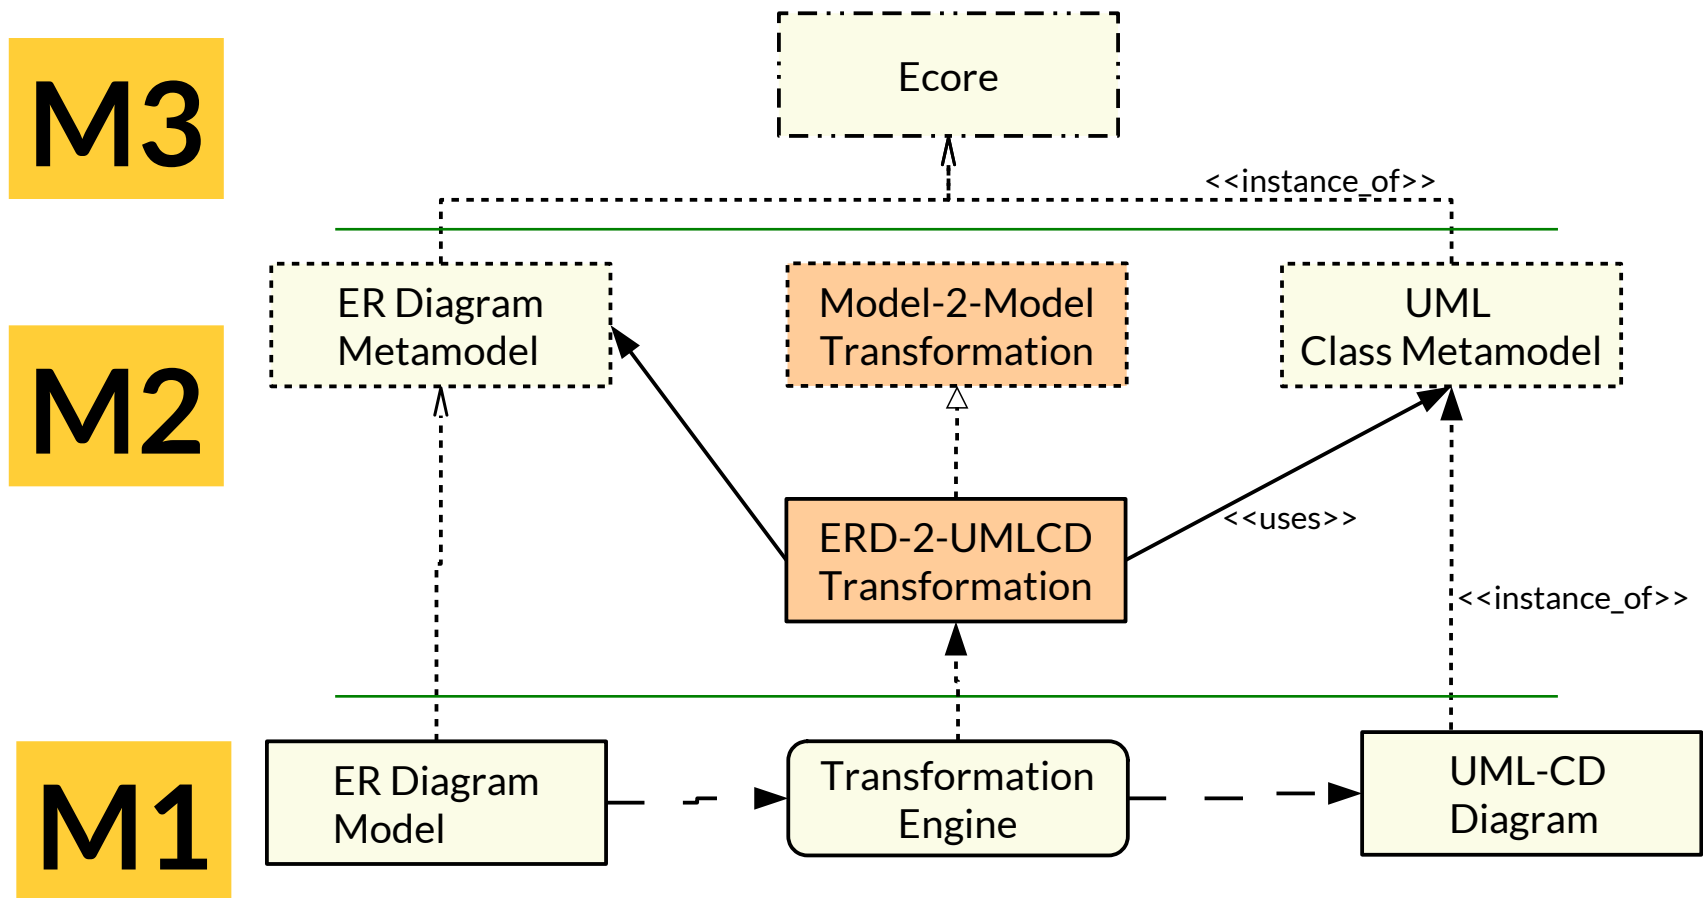 M3
Ecore
<<instance_of>>
M2
ER Diagram
Metamodel
Model-2-Model
Transformation
UML
Class Metamodel
ERD-2-UMLCD
Transformation
<<uses>>
<<instance_of>>
M1
ER Diagram
Model
Transformation
Engine
UML-CD
Diagram